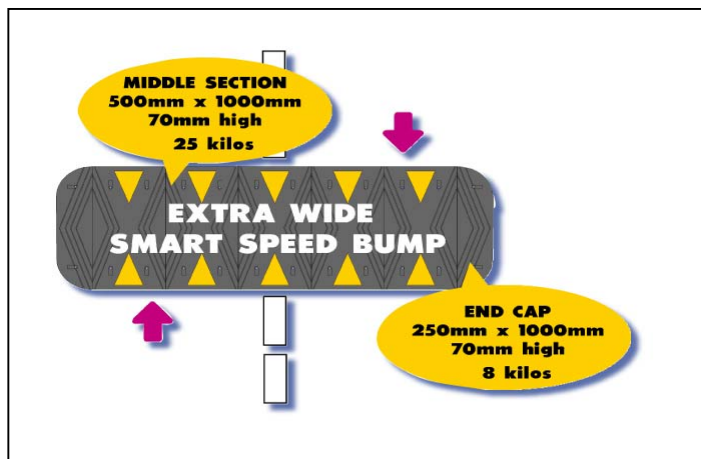 MIDDLE SECTION
500mm x 1000mm
70mm high
25 kilos
EXTRA WIDE
SMART SPEED BUMP
END CAP
250mm x 1000mm
70mm high
8 kilos